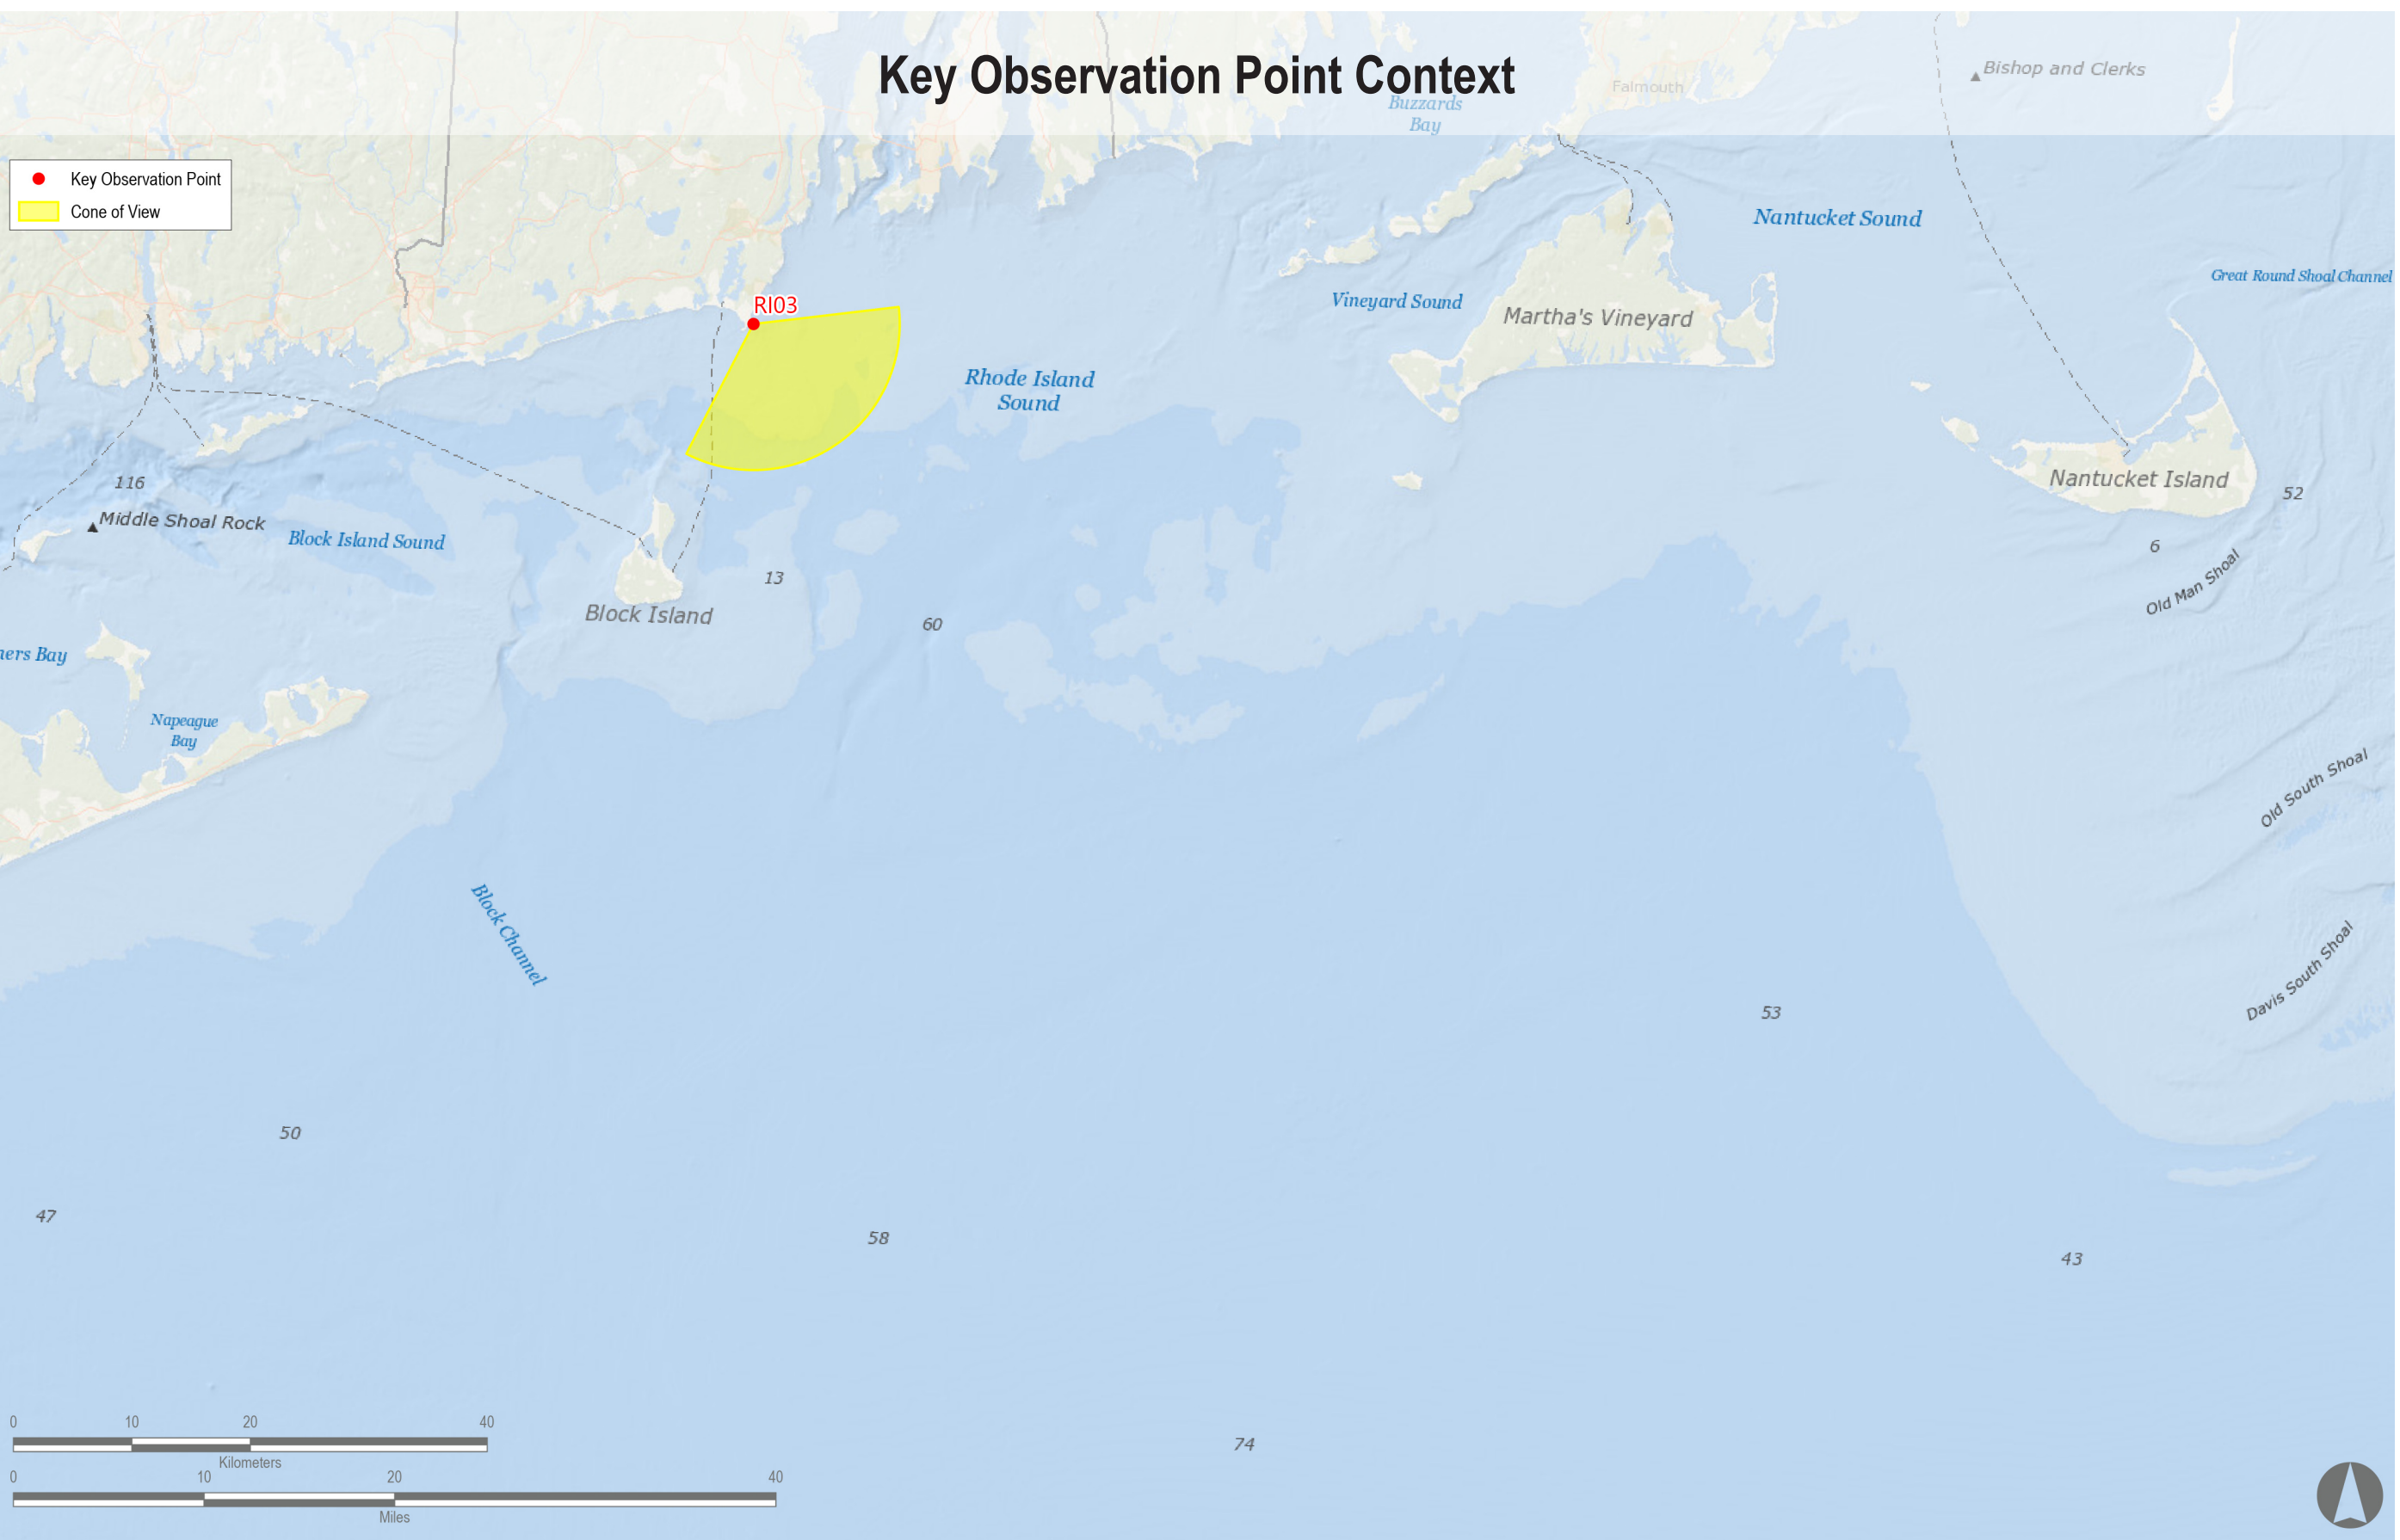 Key Observation Point Context
Bishop and Clerks
Falmouth
Buzzards
Bay
Key Observation Point
Cone of View
Nantucket Sound
Great Round Shoal Channel
RI03
Vineyard Sound
Martha's Vineyard
Rhode Island
Sound
116
Middle Shoal Rock
Block Island Sound
Nantucket Island
52
6
Old Man Shoal
13
Block Island
60
ners Bay
Napeague
Bay
Old South Shoal
Block Channel
Davis South Shoal
53
50
47
58
43
74
0 10 20 40
Kilometers
0 10 20 40
Miles